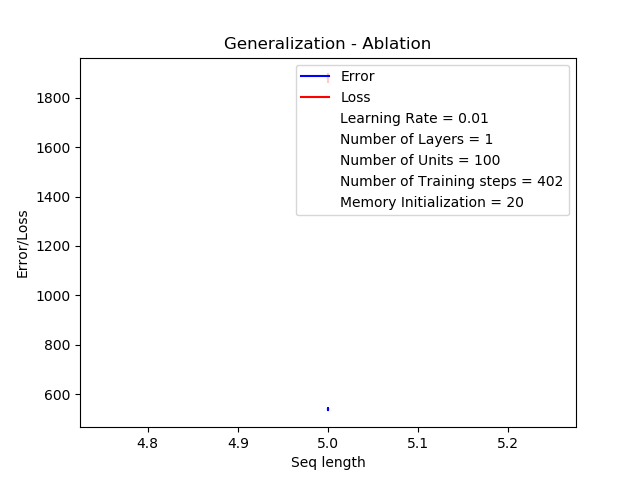 Generalization - Ablation
Error
Loss
Learning Rate = 0.01
Number of Layers = 1
Number of Units = 100
Number of Training steps = 402
Memory Initialization = 20
Error/Loss
1800
1600
1400
1200
1000
800
600
4.8 4.9 5.0 5.1 5.2
Seq length